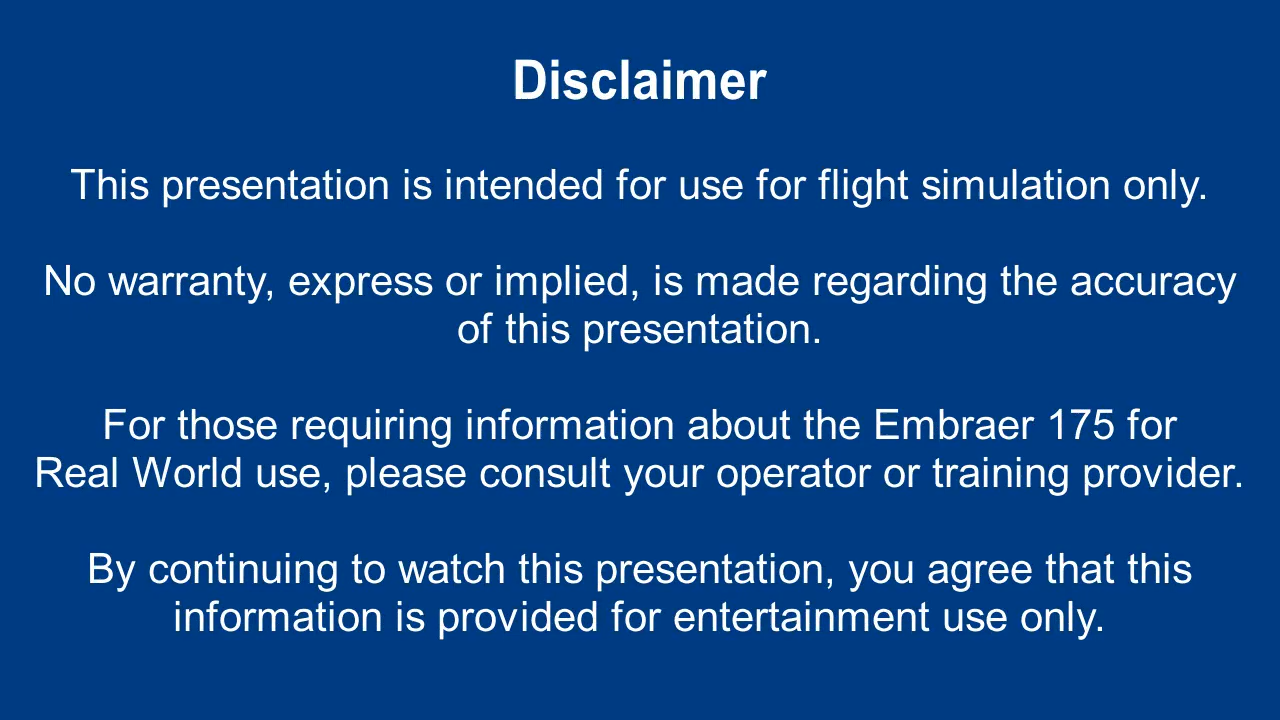 Disclaimer
This presentation is intended for use for flight simulation only.
No warranty, express or implied, is made regarding the accuracy
of this presentation.
For those requiring information about the Embraer 175 for
Real World use, please consult your operator or training provider.
By continuing to watch this presentation, you agree that this
information is provided for entertainment use only.